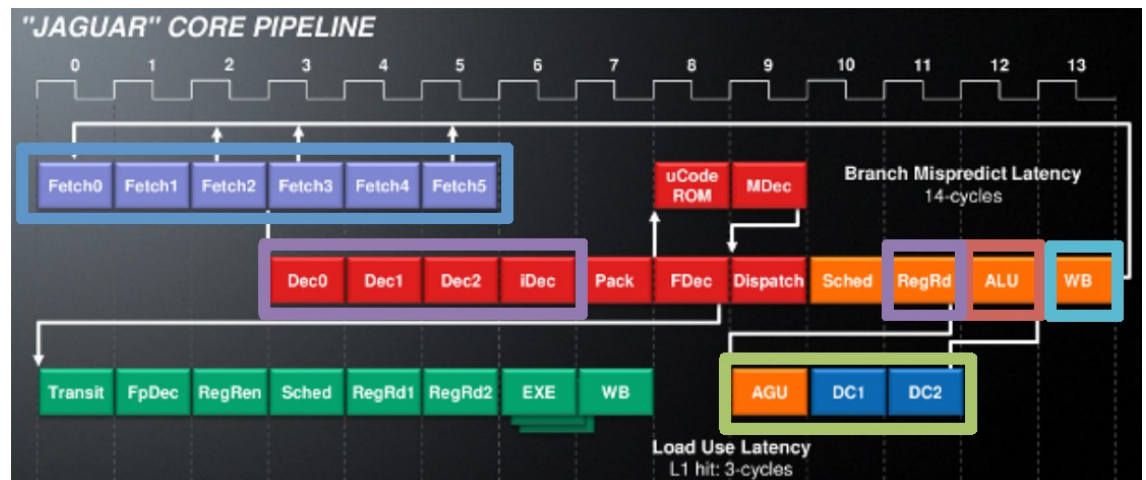 "JAGUAR" CORE PIPELINE
0 1 2 3 4 5 6 7 8 9 10 11 12 13
Fetch0 Fetch1 Fetch2 Fetch3 Fetch4 Fetch5
uCode
ROM
MDec
Branch Mispredict Latency
14-cycles
Dec0 Dec1 Dec2 iDec Pack FDec Dispatch Sched RegRd ALU WB
Transit FpDec RegRen Sched RegRd1 RegRd2 EXE WB
AGU DC1 DC2
Load Use Latency
L1 hit: 3-cycles